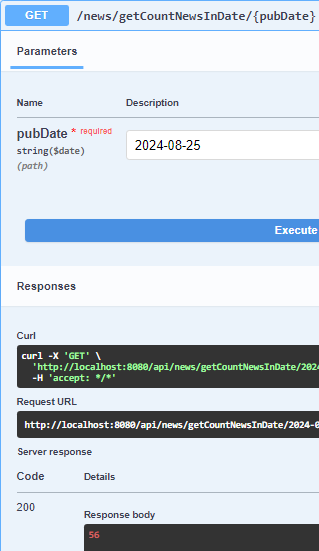 GET /news/getCountNewsInDate/{pubDate}
Parameters
Name Description
pubDate * required
string($date)
(path)
2024-08-25
Execute
Responses
Curl
curl -X 'GET' \
'http://localhost:8080/api/news/getCountNewsInDate/2024
-H 'accept: */*'
Request URL
http://localhost:8080/api/news/getCountNewsInDate/2024-0
Server response
Code Details
200
Response body
56